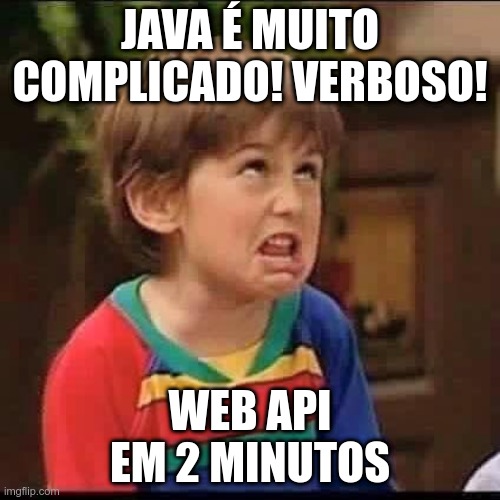 JAVA É MUITO
COMPLICADO! VERBOSO!
WEB API
EM 2 MINUTOS
imgflip.com